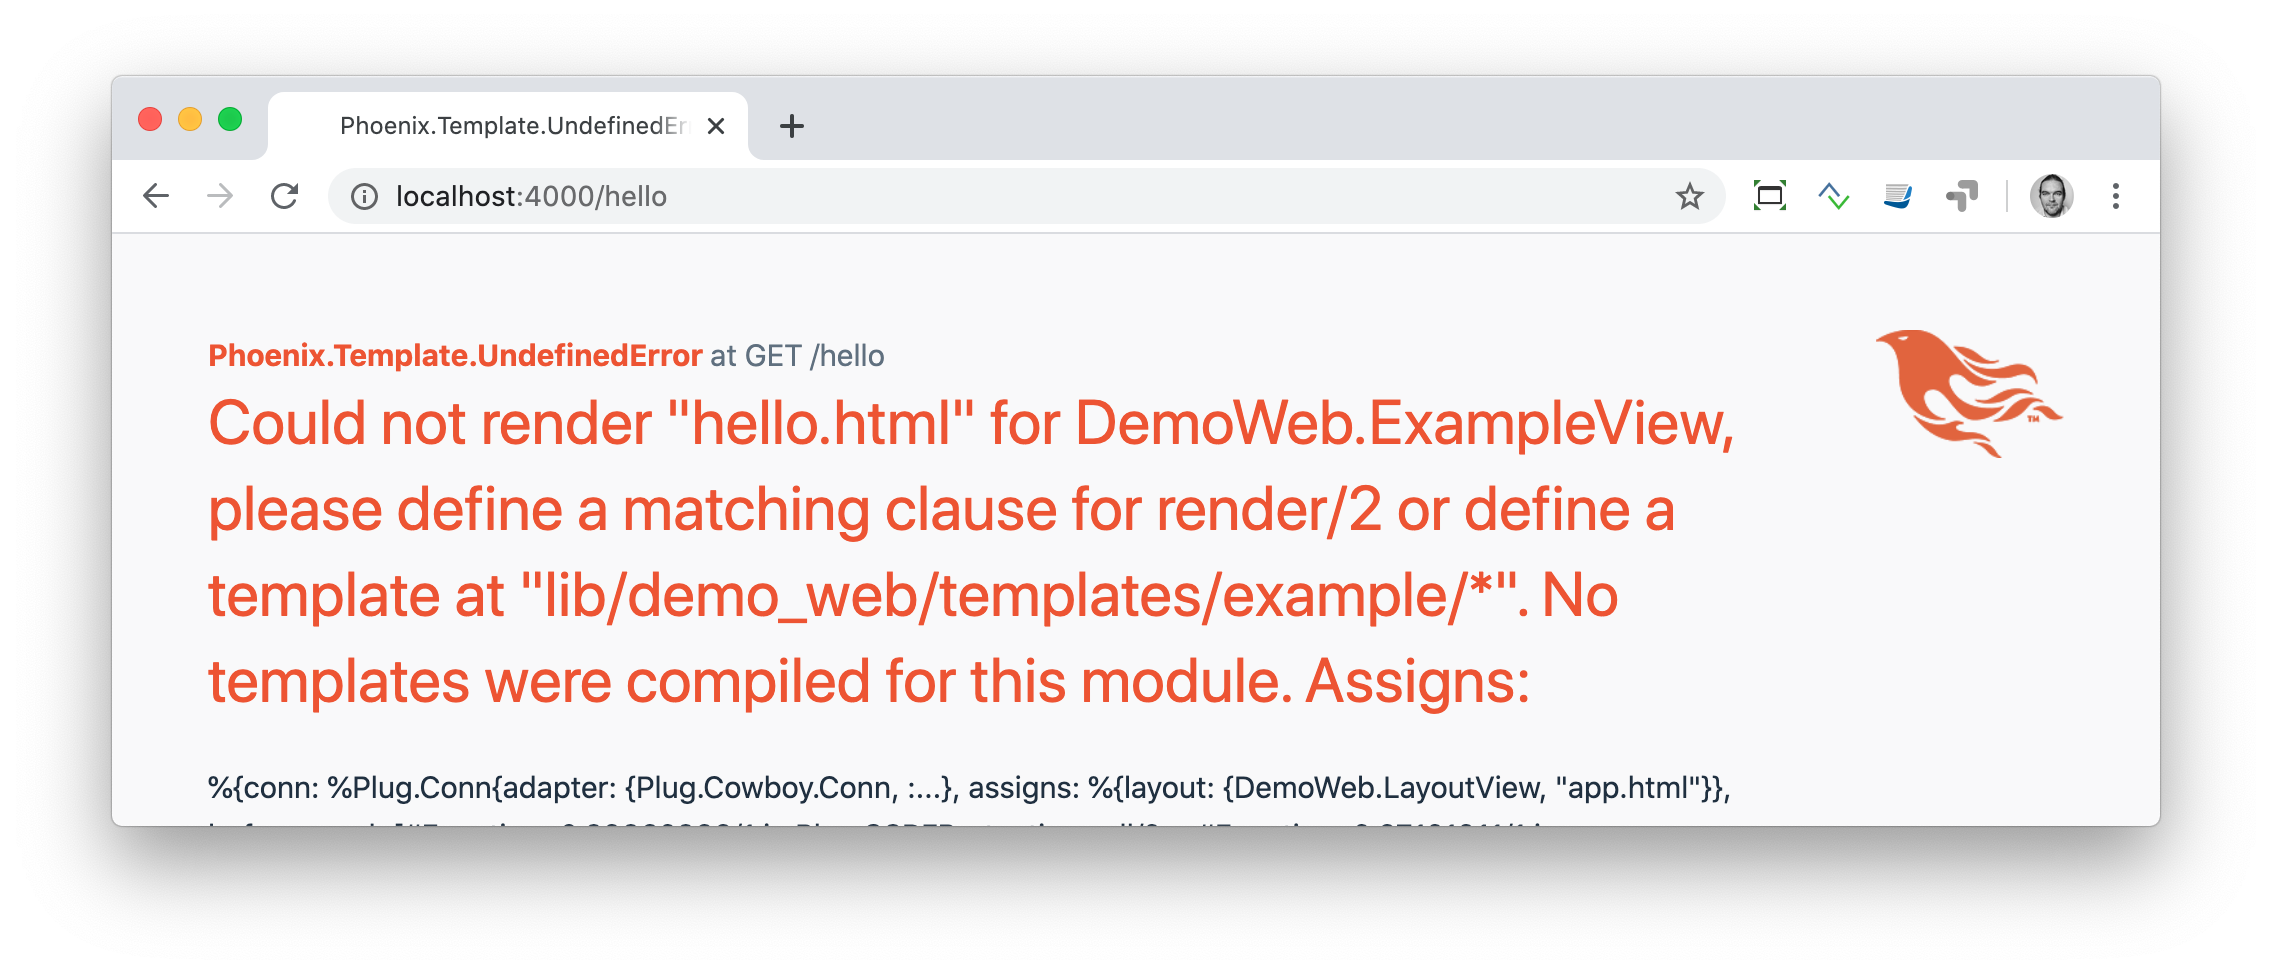 Phoenix.Template.UndefinedEr
localhost:4000/hello
Phoenix.Template.UndefinedError at GET /hello
Could not render "hello.html" for DemoWeb.ExampleView,
please define a matching clause for render/2 or define a
template at "lib/demo_web/templates/example/*". No
templates were compiled for this module. Assigns:
%{conn: %Plug.Conn{adapter: {Plug.Cowboy.Conn, :...}, assigns: %{layout: {DemoWeb.LayoutView, "app.html"}},
TM